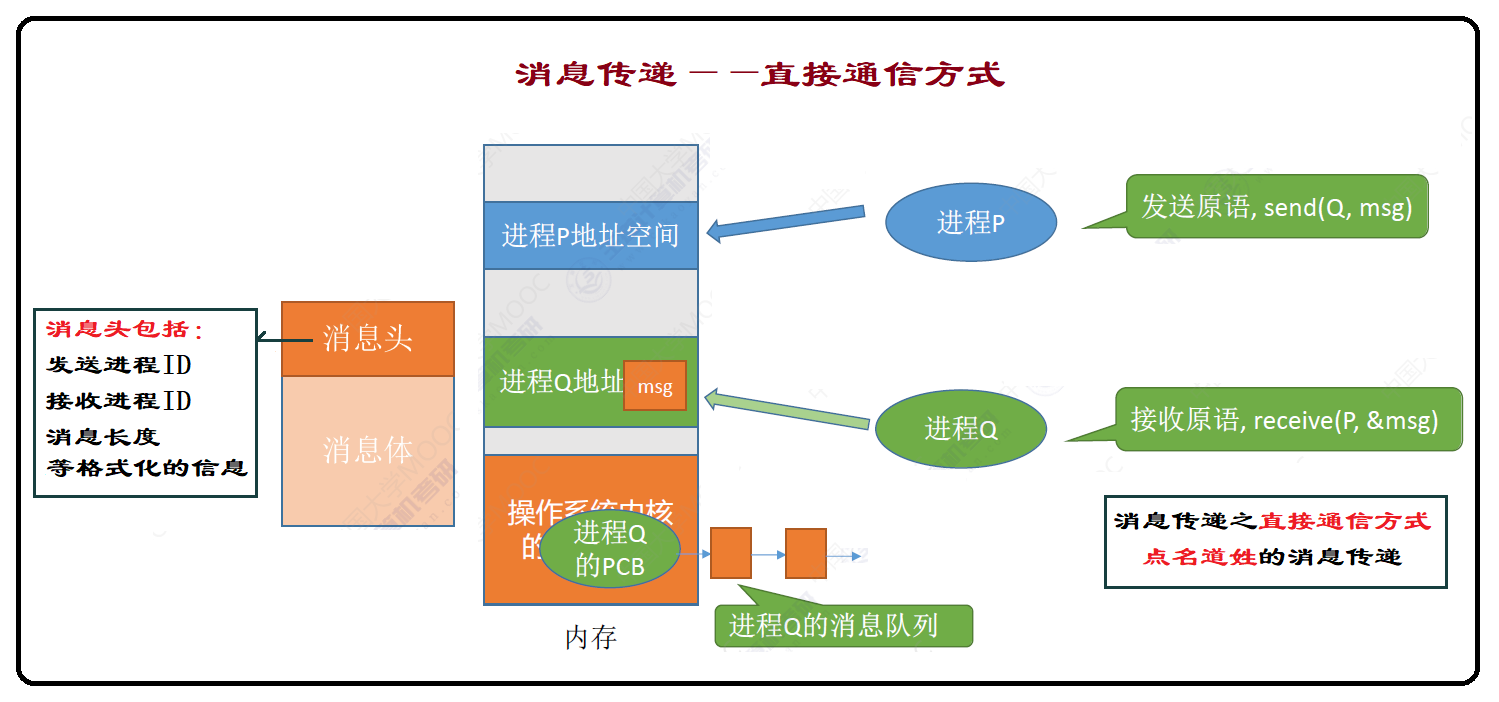 消息传递——直接通信方式
进程P地址空间
进程P
发送原语, send(Q, msg)
消息头包括：
发送进程ID
接收进程ID
消息长度
等格式化的信息
消息头
消息体
进程Q地址
msg
进程Q
接收原语, receive(P, &msg)
操作系统内核
的
进程Q
的PCB
进程Q的消息队列
内存
消息传递之直接通信方式
点名道姓的消息传递